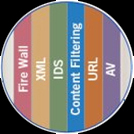 Fire Wall
XML
IDS
Content Filtering
URL
AV